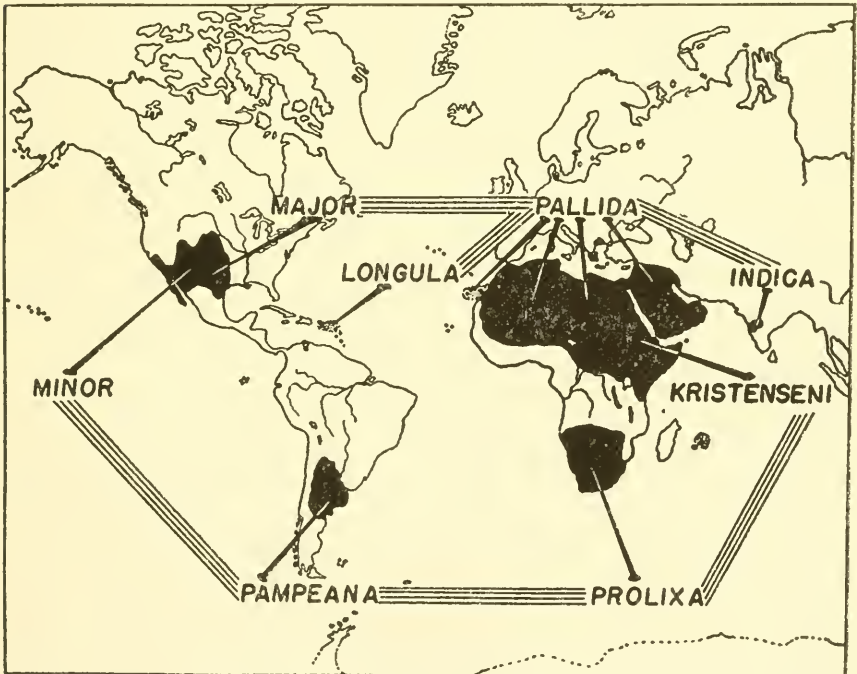 MAJOR PALLIDA
LONGULA INDICA
MINOR KRISTENSENI
PAMPEANA PROLIXA